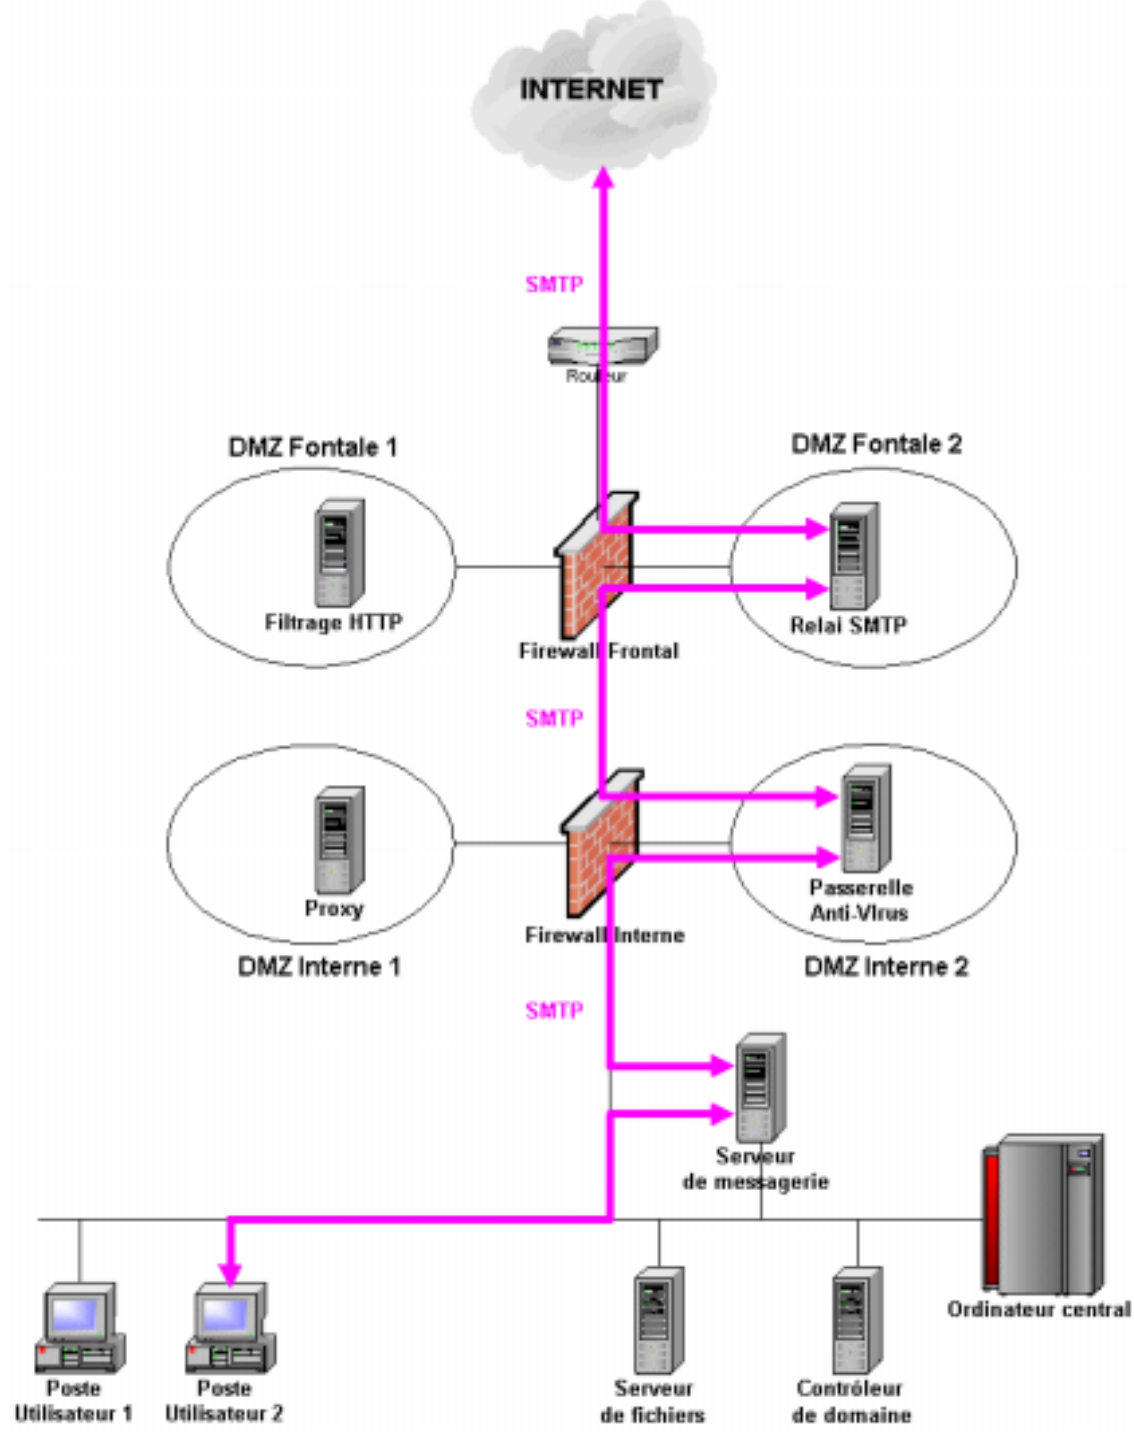 INTERNET
SMTP
Routeur
DMZ Fontale 1
DMZ Fontale 2
Filtrage HTTP
Relai SMTP
Firewall Frontal
SMTP
Proxy
Passerelle
Anti-VIrus
Firewall Interne
DMZ Interne 1
DMZ Interne 2
SMTP
Serveur
de messagerie
Ordinateur central
Poste
Utilisateur 1
Poste
Utilisateur 2
Serveur
de fichiers
Contrôleur
de domaine